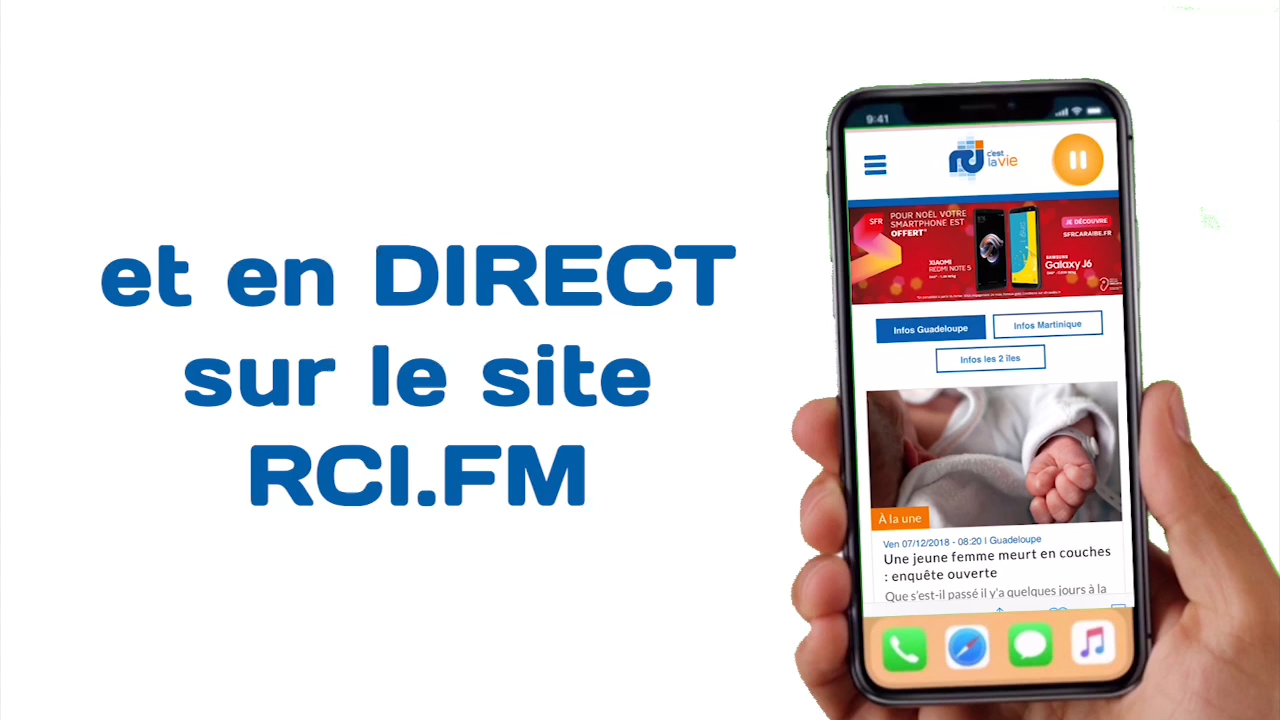 et en DIRECT
sur le site
RCI.FM
9:41
rci c'est
la vie
SFR
POUR NOËL VOTRE
SMARTPHONE EST
OFFERT*
JE DÉCOUVRE
SFRCARAIBE.FR
XIAOMI
REDMI NOTE 5
SAMSUNG
Galaxy J6
Infos Guadeloupe
Infos Martinique
Infos les 2 îles
À la une
Ven 07/12/2018 - 08:20 | Guadeloupe
Une jeune femme meurt en couches
: enquête ouverte
Que s'est-il passé il y'a quelques jours à la